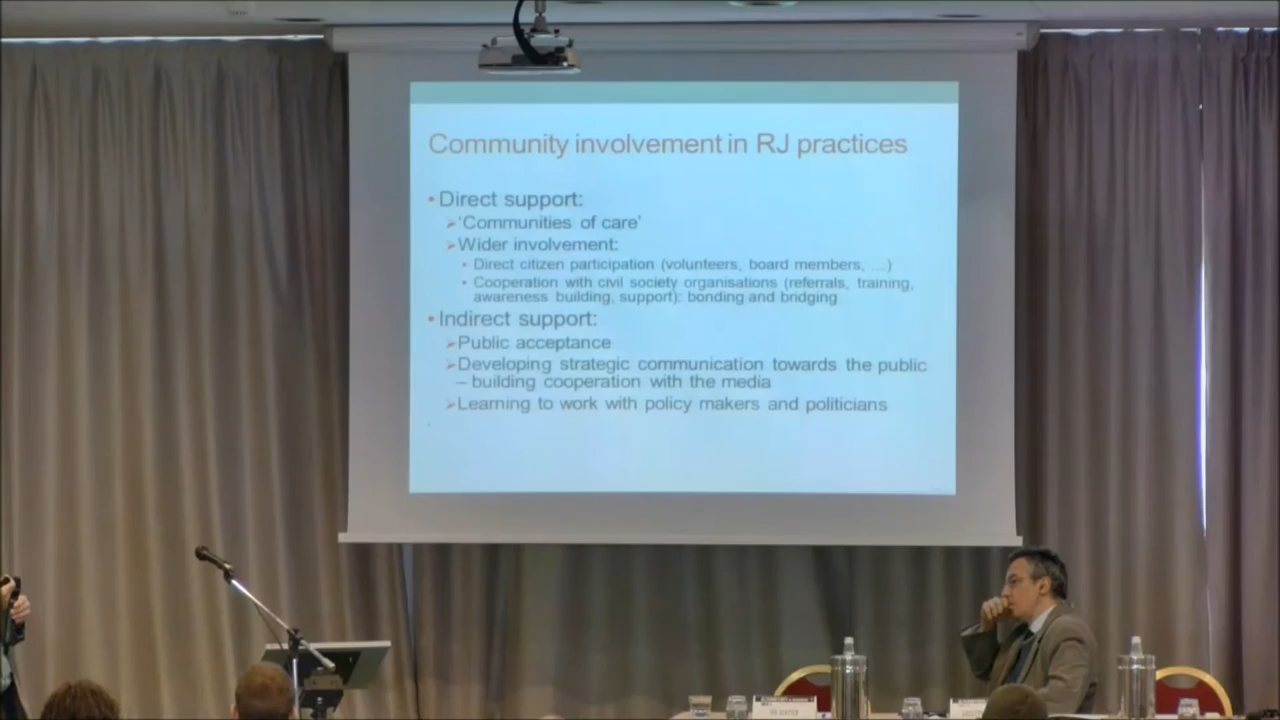 Community involvement in RJ practices
• Direct support:
➢ 'Communities of care'
➢ Wider involvement:
• Direct citizen participation (volunteers, board members, …)
• Cooperation with civil society organisations (referrals, training,
awareness building, support): bonding and bridging
• Indirect support:
➢ Public acceptance
➢ Developing strategic communication towards the public
– building cooperation with the media
➢ Learning to work with policy makers and politicians